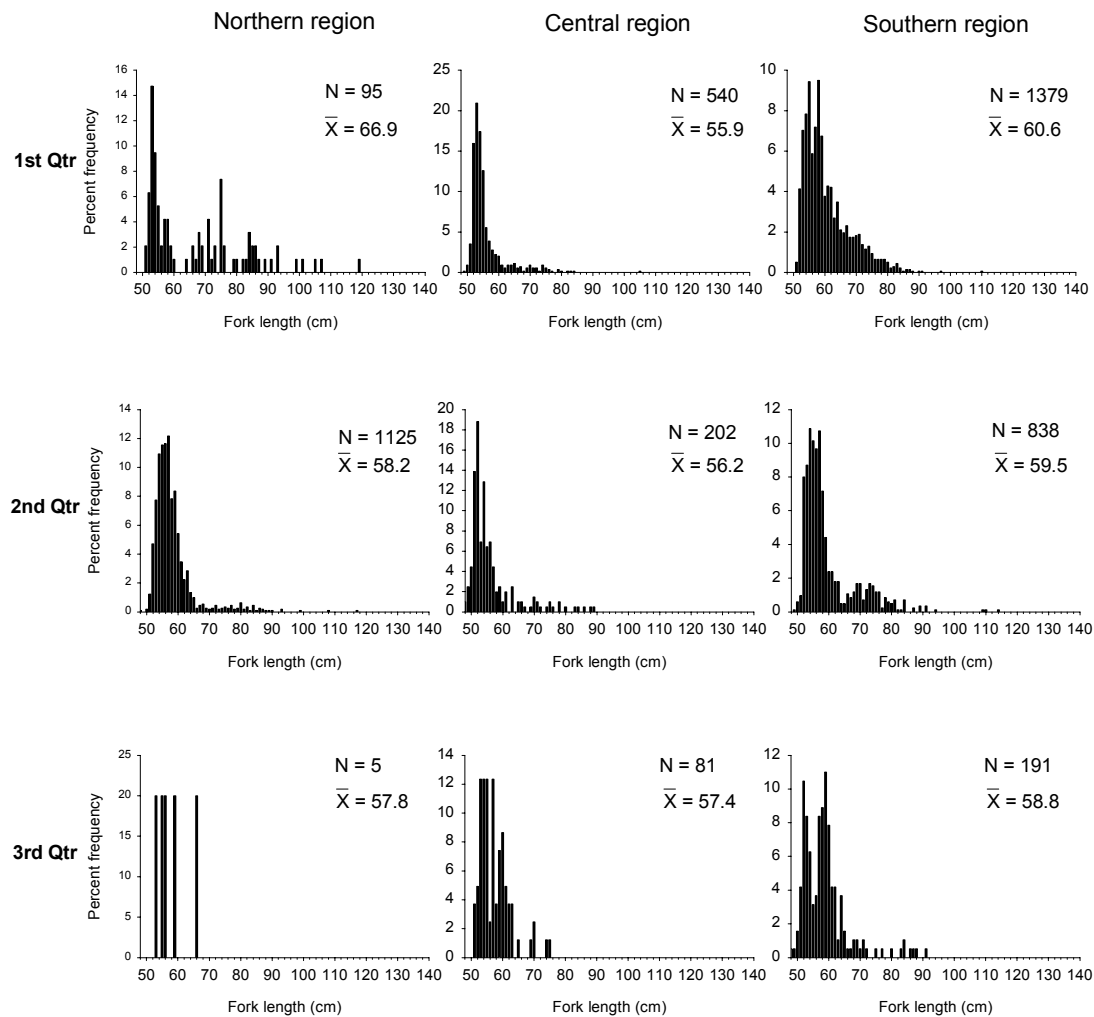 Northern region
Central region
Southern region
1st Qtr
Percent frequency
16
14
12
10
8
6
4
2
0
N = 95
X̅ = 66.9
50 60 70 80 90 100 110 120 130 140
Fork length (cm)
25
20
15
10
5
0
N = 540
X̅ = 55.9
50 60 70 80 90 100 110 120 130 140
Fork length (cm)
10
8
6
4
2
0
N = 1379
X̅ = 60.6
50 60 70 80 90 100 110 120 130 140
Fork length (cm)
2nd Qtr
Percent frequency
14
12
10
8
6
4
2
0
N = 1125
X̅ = 58.2
50 60 70 80 90 100 110 120 130 140
Fork length (cm)
20
18
16
14
12
10
8
6
4
2
0
N = 202
X̅ = 56.2
50 60 70 80 90 100 110 120 130 140
Fork length (cm)
12
10
8
6
4
2
0
N = 838
X̅ = 59.5
50 60 70 80 90 100 110 120 130 140
Fork length (cm)
3rd Qtr
Percent frequency
25
20
15
10
5
0
N = 5
X̅ = 57.8
50 60 70 80 90 100 110 120 130 140
Fork length (cm)
14
12
10
8
6
4
2
0
N = 81
X̅ = 57.4
50 60 70 80 90 100 110 120 130 140
Fork length (cm)
12
10
8
6
4
2
0
N = 191
X̅ = 58.8
50 60 70 80 90 100 110 120 130 140
Fork length (cm)